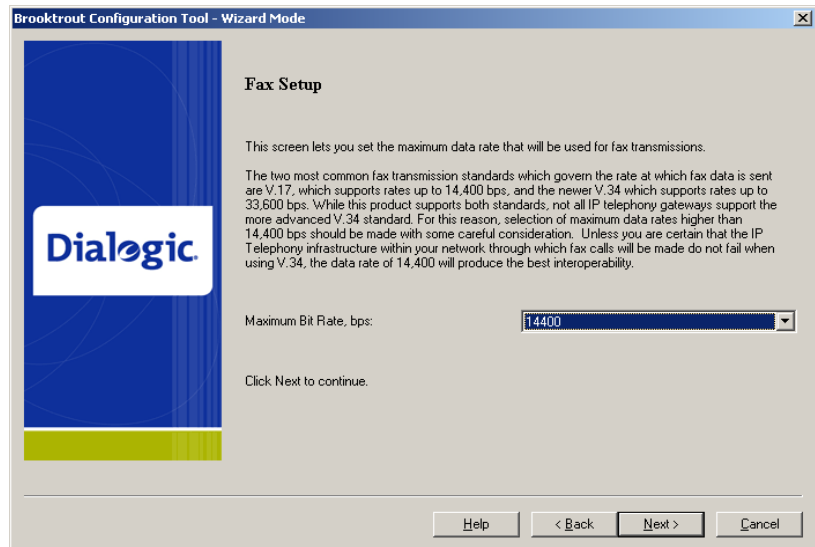 Brooktrout Configuration Tool - Wizard Mode
Fax Setup
This screen lets you set the maximum data rate that will be used for fax transmissions.
The two most common fax transmission standards which govern the rate at which fax data is sent
are V.17, which supports rates up to 14,400 bps, and the newer V.34 which supports rates up to
33,600 bps. While this product supports both standards, not all IP telephony gateways support the
more advanced V.34 standard. For this reason, selection of maximum data rates higher than
14,400 bps should be made with some careful consideration. Unless you are certain that the IP
Telephony infrastructure within your network through which fax calls will be made do not fail when
using V.34, the data rate of 14,400 will produce the best interoperability.
Dialogic.
Maximum Bit Rate, bps:
14400
Click Next to continue.
Help
< Back
Next >
Cancel